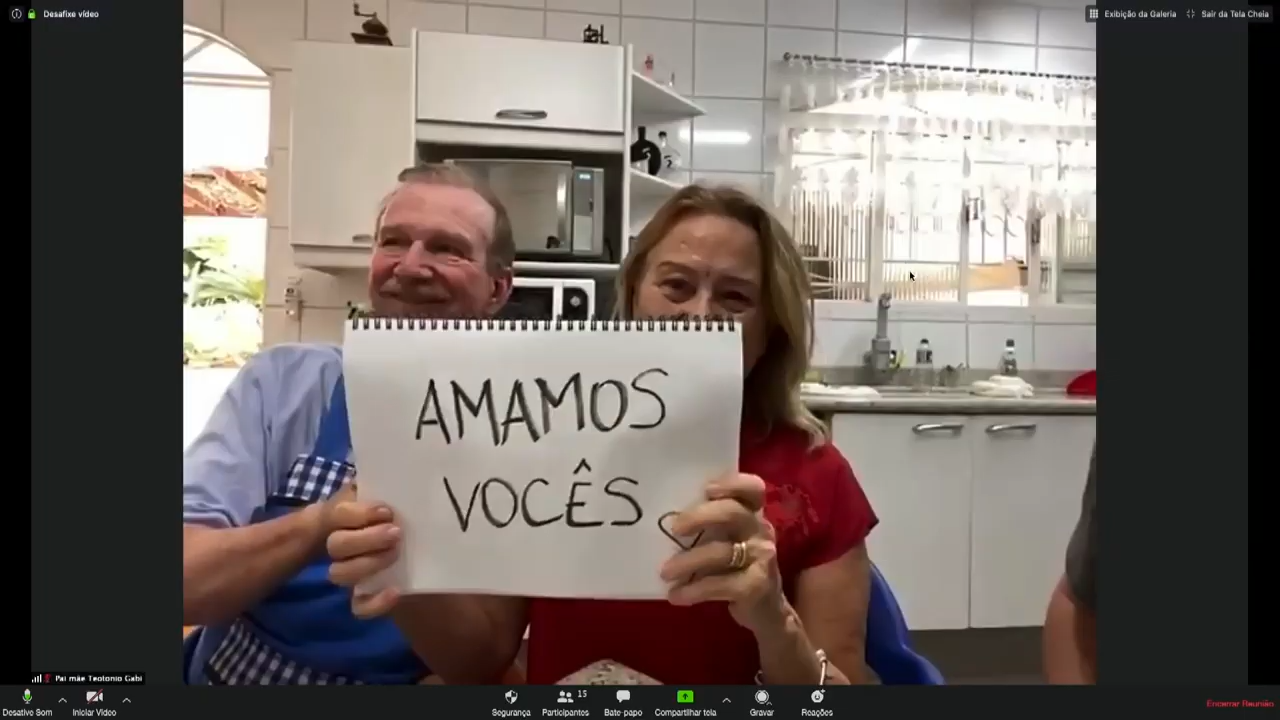 Desafixe vídeo
Exibição da Galeria
Sair da Tela Cheia
AMAMOS
VOCÊS
Pai mãe Teotonio Gabi
Desative Som
Iniciar Vídeo
Segurança
Participantes
15
Bate-papo
Compartilhar tela
Gravar
Reações
Encerrar Reunião